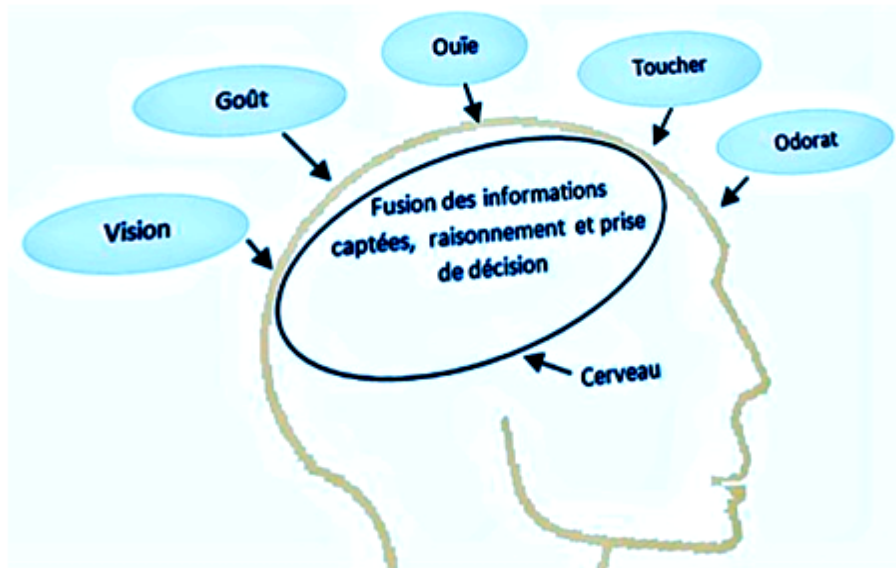 Ouïe
Toucher
Goût
Odorat
Vision
Fusion des informations
captées, raisonnement et prise
de décision
Cerveau